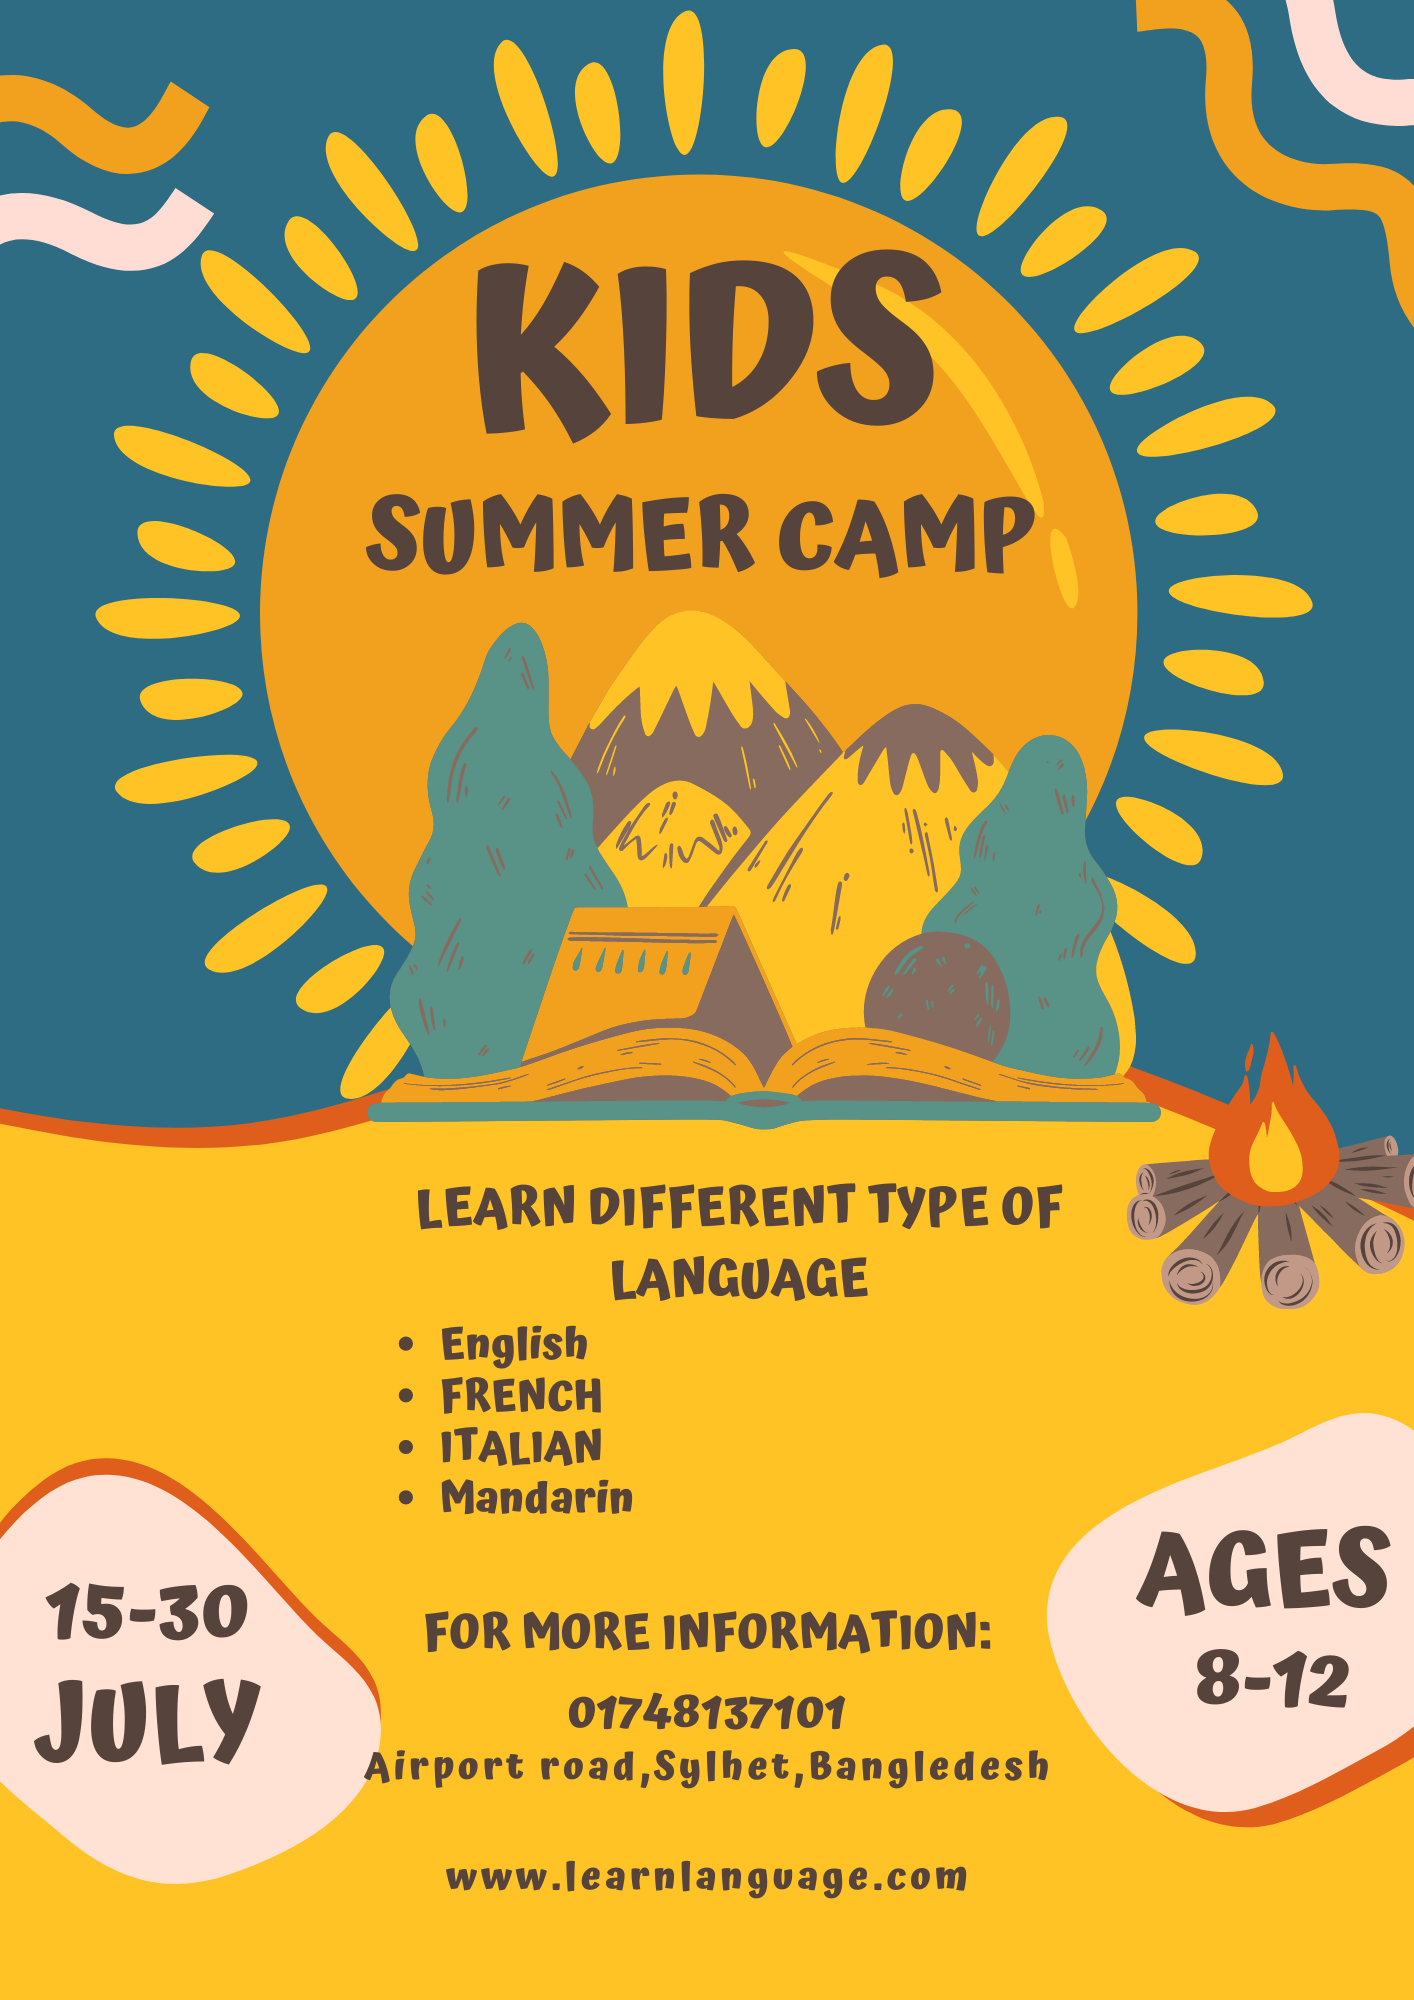 KIDS
SUMMER CAMP
LEARN DIFFERENT TYPE OF
LANGUAGE
• English
• FRENCH
• ITALIAN
• Mandarin
15-30
JULY
AGES
8-12
FOR MORE INFORMATION:
01748137101
Airport road,Sylhet,Bangledesh
www.learnlanguage.com